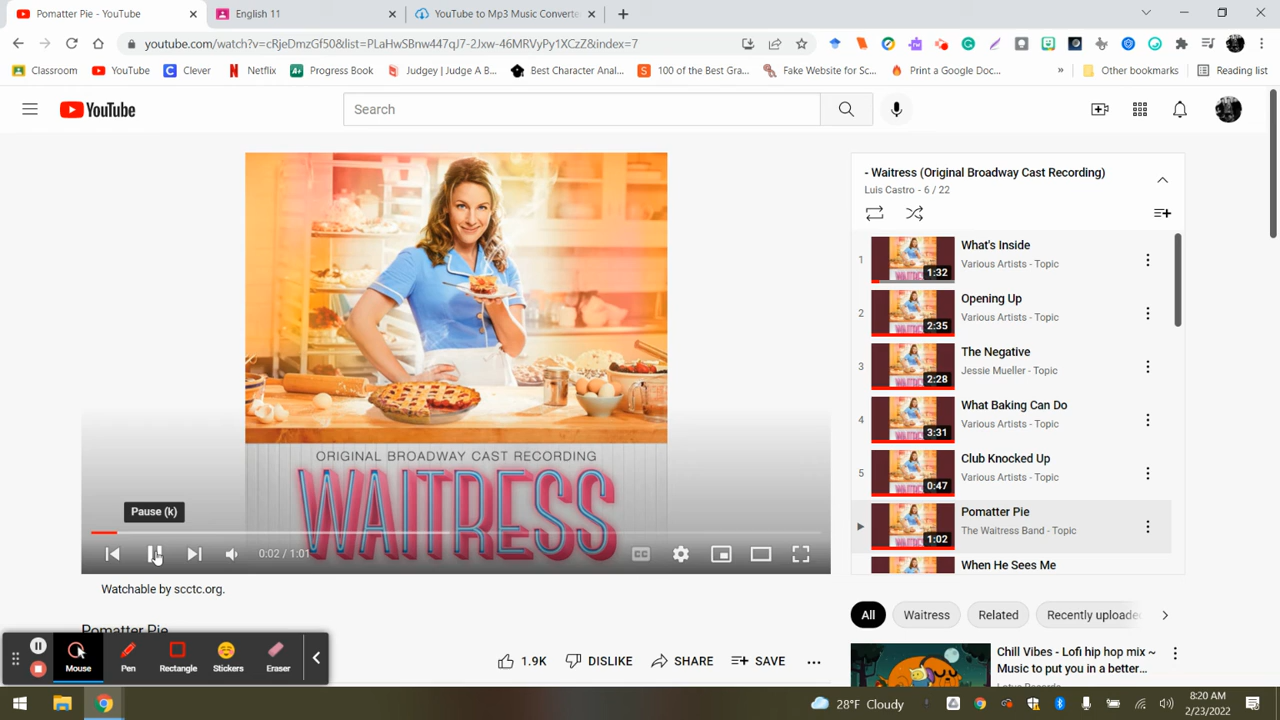 Pomatter Pie - YouTube
English 11
YouTube to Mp3 Music Converte
youtube.com/watch?v=cRjeDmzGf50&list=PLaHwSBnw447qJ7-2Jxw-46MRVyPy1XCzZ&index=7
Classroom
YouTube
Clever
Netflix
Progress Book
Judgey | Judge A B...
Best Character Anal...
100 of the Best Gra...
Fake Website for Sc...
Print a Google Doc...
»
Other bookmarks
Reading list
YouTube
Search
- Waitress (Original Broadway Cast Recording)
Luis Castro - 6 / 22
1
1:32
What's Inside
Various Artists - Topic
2
2:35
Opening Up
Various Artists - Topic
3
2:28
The Negative
Jessie Mueller - Topic
4
3:31
What Baking Can Do
Various Artists - Topic
5
0:47
Club Knocked Up
Various Artists - Topic
1:02
Pomatter Pie
The Waitress Band - Topic
When He Sees Me
ORIGINAL BROADWAY CAST RECORDING
WAITRESS
Pause (k)
0:02 / 1:01
CC
Watchable by scctc.org.
Pomatter Pie
1.9K
DISLIKE
SHARE
SAVE
All
Waitress
Related
Recently uploade
Chill Vibes - Lofi hip hop mix ~
Music to put you in a better...
Mouse
Pen
Rectangle
Stickers
Eraser
28°F Cloudy
8:20 AM
2/23/2022